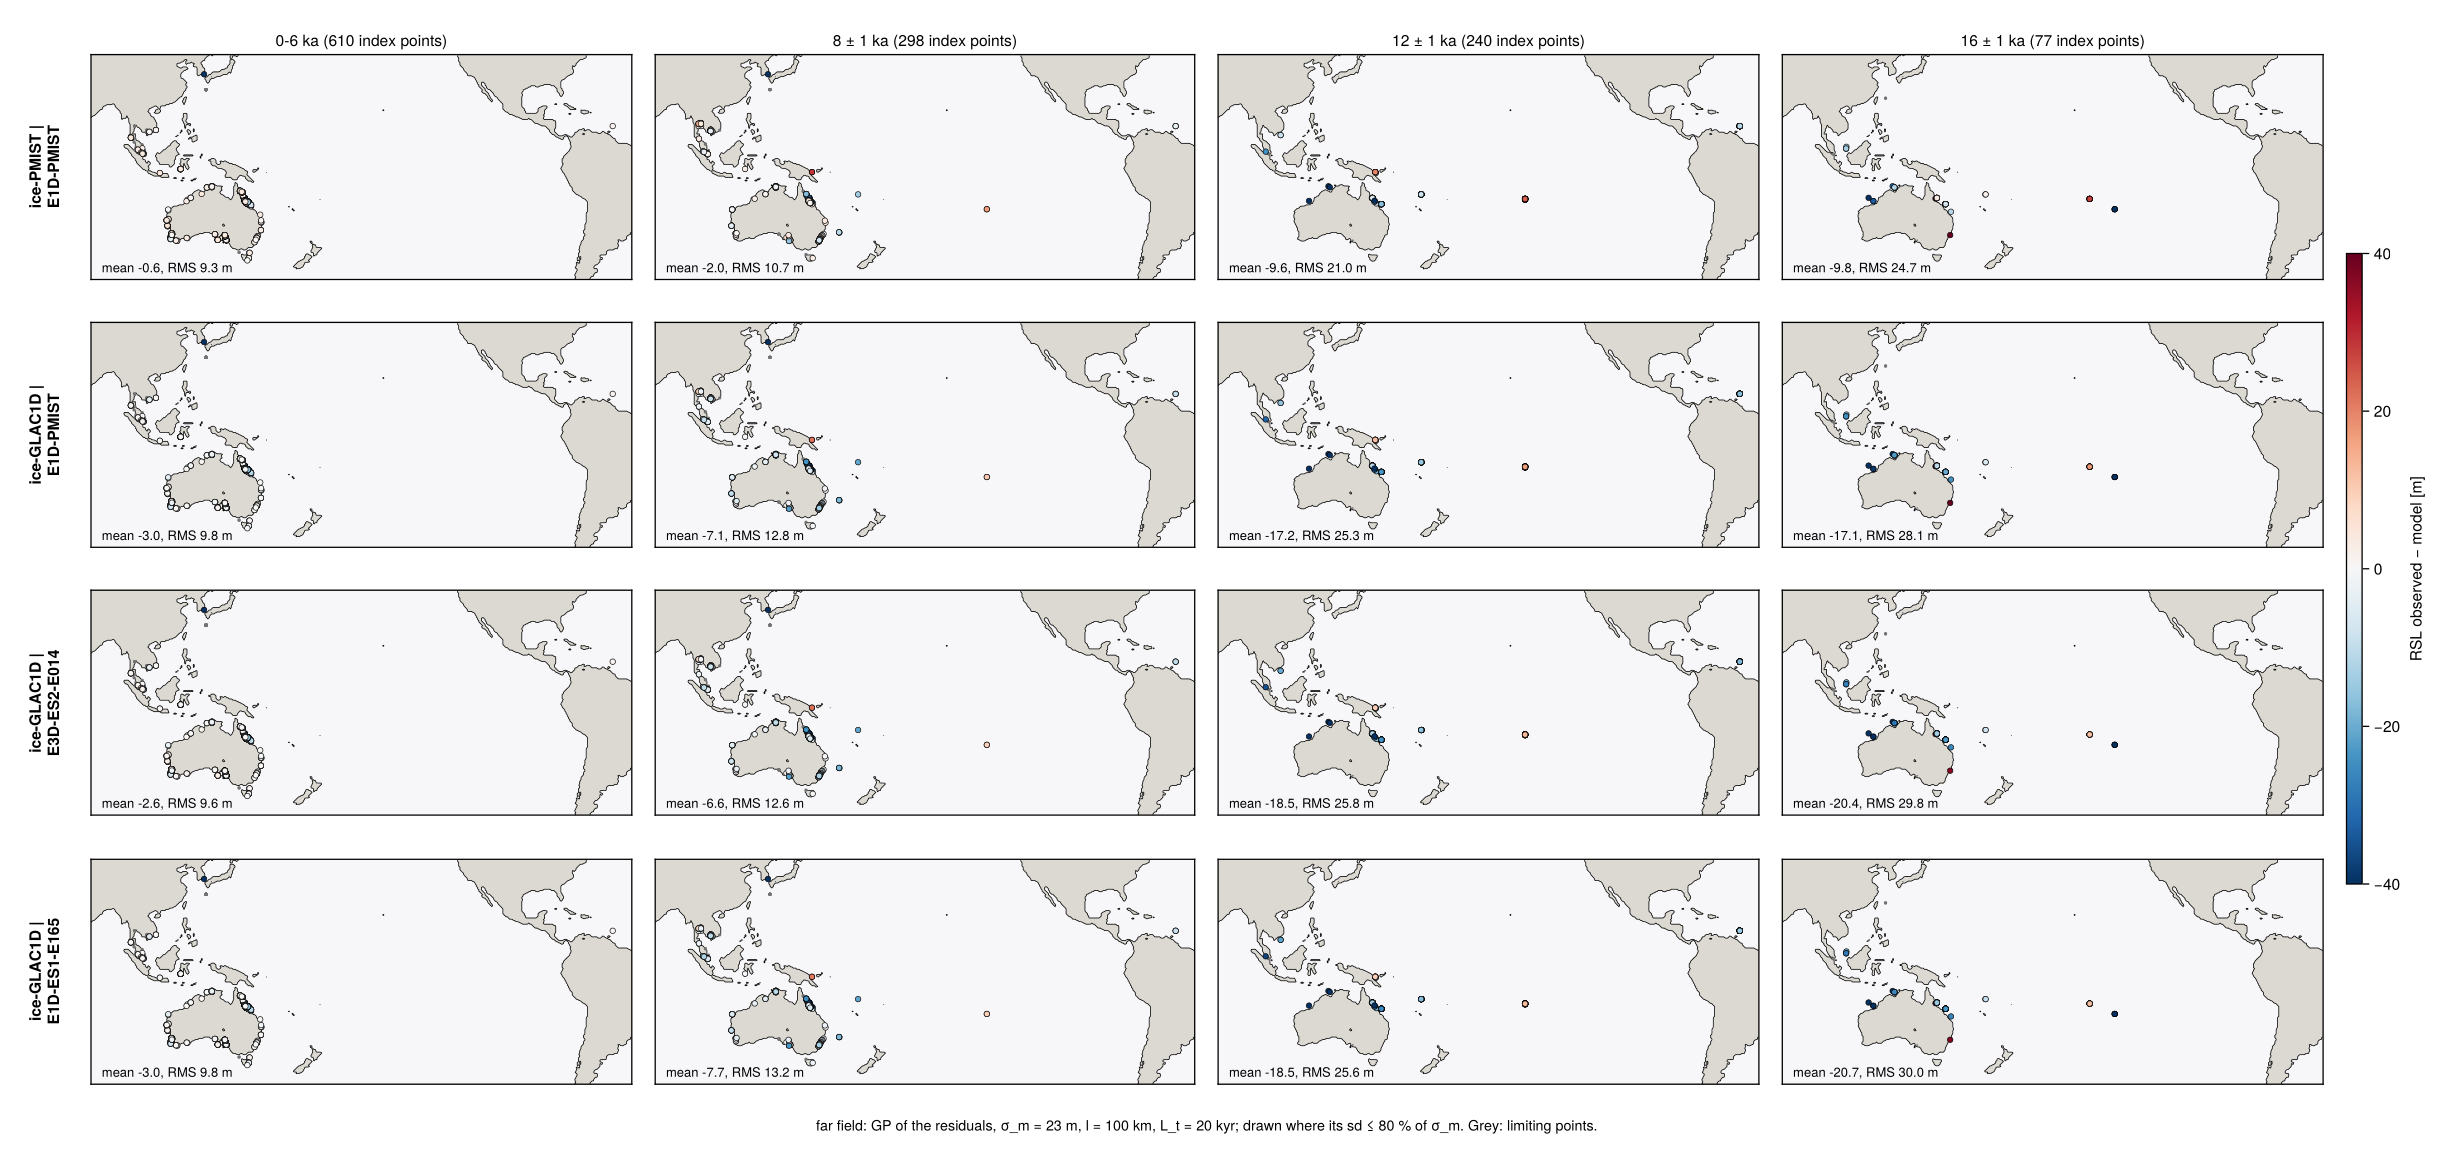 0-6 ka (610 index points)
8 ± 1 ka (298 index points)
12 ± 1 ka (240 index points)
16 ± 1 ka (77 index points)
ice-PMIST |
E1D-PMIST
mean -0.6, RMS 9.3 m
mean -2.0, RMS 10.7 m
mean -9.6, RMS 21.0 m
mean -9.8, RMS 24.7 m
ice-GLAC1D |
E1D-PMIST
mean -3.0, RMS 9.8 m
mean -7.1, RMS 12.8 m
mean -17.2, RMS 25.3 m
mean -17.1, RMS 28.1 m
ice-GLAC1D |
E3D-ES2-E014
mean -2.6, RMS 9.6 m
mean -6.6, RMS 12.6 m
mean -18.5, RMS 25.8 m
mean -20.4, RMS 29.8 m
ice-GLAC1D |
E1D-ES1-E165
mean -3.0, RMS 9.8 m
mean -7.7, RMS 13.2 m
mean -18.5, RMS 25.6 m
mean -20.7, RMS 30.0 m
40
20
0
−20
−40
RSL observed − model [m]
far field: GP of the residuals, σ_m = 23 m, l = 100 km, L_t = 20 kyr; drawn where its sd ≤ 80 % of σ_m. Grey: limiting points.